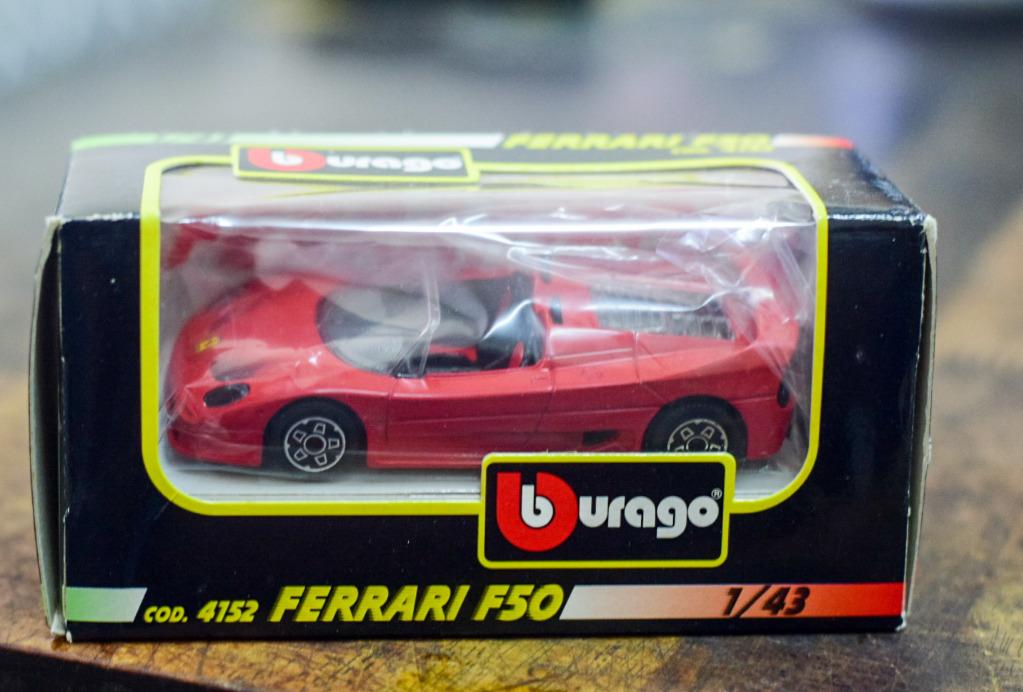 burago FERRARI F50
burago®
COD. 4152 FERRARI F50 1/43